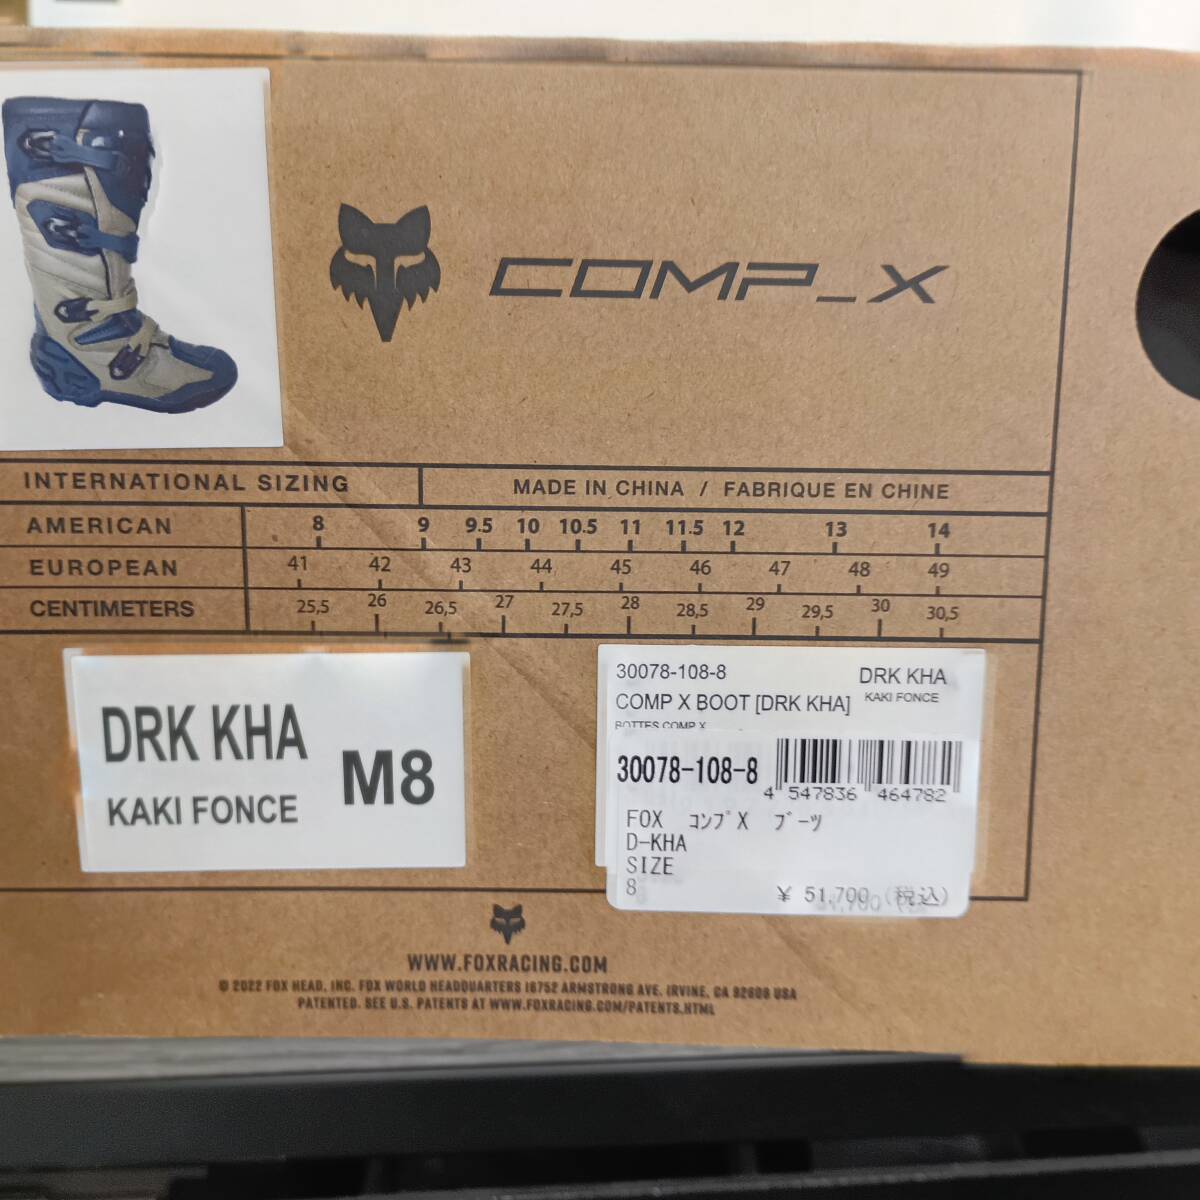 COMP_X
INTERNATIONAL SIZING
MADE IN CHINA / FABRIQUE EN CHINE
AMERICAN 8 9 9.5 10 10.5 11 11.5 12 13 14
EUROPEAN 41 42 43 44 45 46 47 48 49
CENTIMETERS 25,5 26 26,5 27 27,5 28 28,5 29 29,5 30 30,5
DRK KHA
KAKI FONCE
M8
30078-108-8 DRK KHA
COMP X BOOT [DRK KHA] KAKI FONCE
BOTTES COMP X
30078-108-8
4 547836 464782
FOX コンプX ブーツ
D-KHA
SIZE
8
¥ 51,700 (税込)
WWW.FOXRACING.COM
© 2022 FOX HEAD, INC. FOX WORLD HEADQUARTERS 16752 ARMSTRONG AVE. IRVINE, CA 92606 USA
PATENTED. SEE U.S. PATENTS AT WWW.FOXRACING.COM/PATENTS.HTML